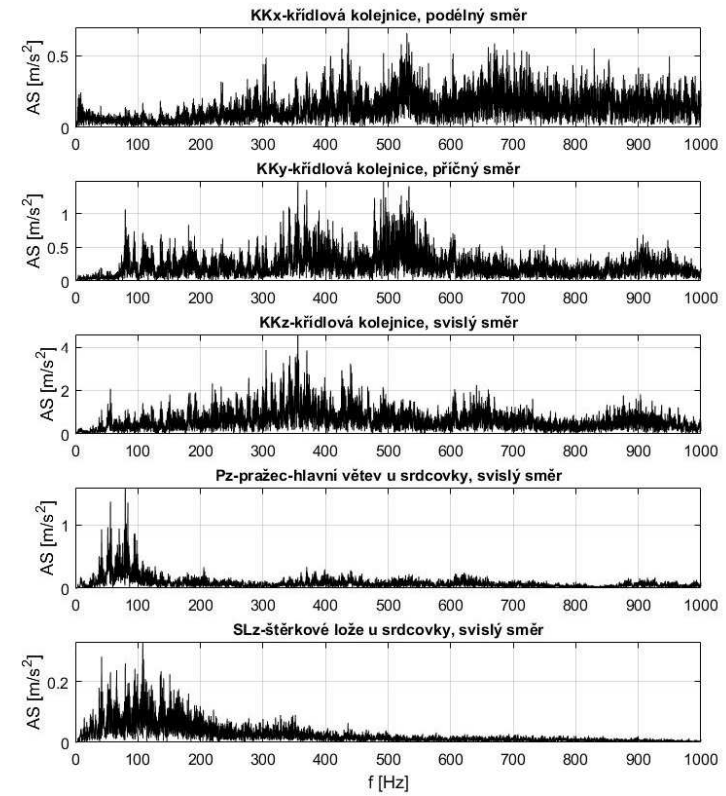 KKx-křídlová kolejnice, podélný směr
AS [m/s²]
0.5
0
0 100 200 300 400 500 600 700 800 900 1000
KKy-křídlová kolejnice, příčný směr
AS [m/s²]
1
0.5
0
0 100 200 300 400 500 600 700 800 900 1000
KKz-křídlová kolejnice, svislý směr
AS [m/s²]
4
2
0
0 100 200 300 400 500 600 700 800 900 1000
Pz-pražec-hlavní větev u srdcovky, svislý směr
AS [m/s²]
1
0
0 100 200 300 400 500 600 700 800 900 1000
SLz-štěrkové lože u srdcovky, svislý směr
AS [m/s²]
0.2
0
0 100 200 300 400 500 600 700 800 900 1000
f [Hz]